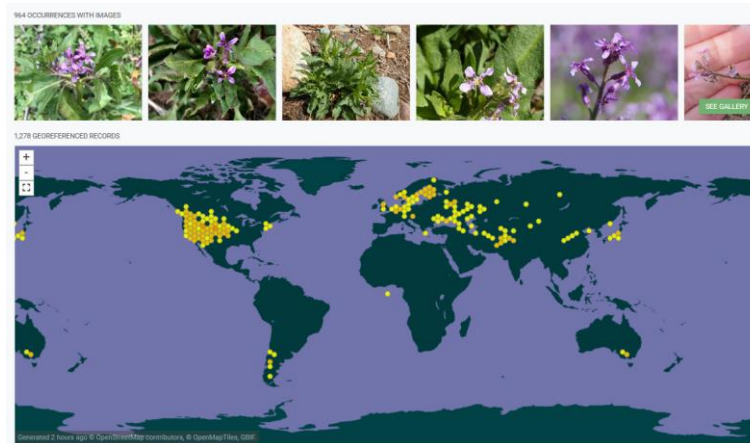 964 OCCURRENCES WITH IMAGES
SEE GALLERY
1,278 GEOREFERENCED RECORDS
+
-
Generated 2 hours ago © OpenStreetMap contributors, © OpenMapTiles, GBIF.